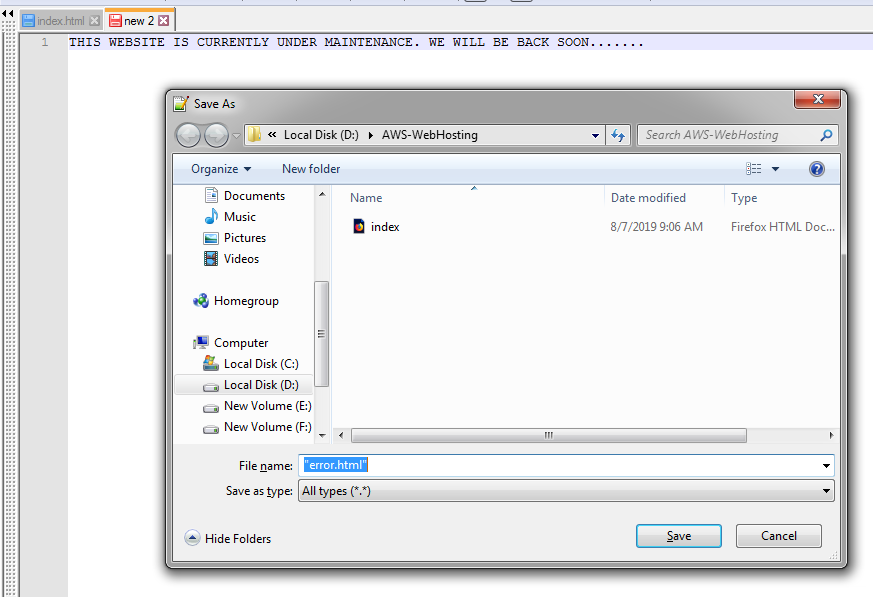 index.html new 2
1 THIS WEBSITE IS CURRENTLY UNDER MAINTENANCE. WE WILL BE BACK SOON.......
Save As
« Local Disk (D:) AWS-WebHosting
Search AWS-WebHosting
Organize New folder
Documents
Music
Pictures
Videos
Homegroup
Computer
Local Disk (C:)
Local Disk (D:)
New Volume (E:)
New Volume (F:)
Name Date modified Type
index 8/7/2019 9:06 AM Firefox HTML Doc...
File name: "error.html"
Save as type: All types (*.*)
Hide Folders Save Cancel